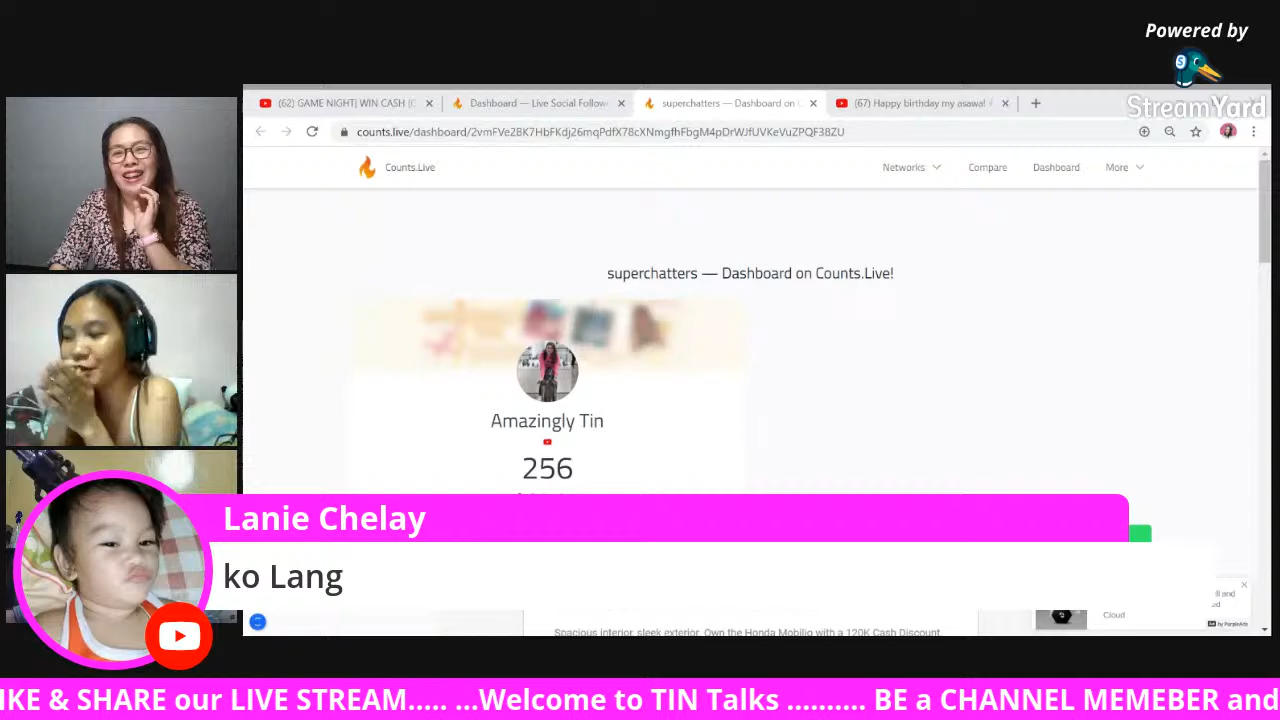 Powered by
StreamYard
(62) GAME NIGHT| WIN CASH (
Dashboard — Live Social Follow
superchatters — Dashboard on
(67) Happy birthday my asawa!
counts.live/dashboard/
Counts.Live
Networks
Compare
Dashboard
More
superchatters — Dashboard on Counts.Live!
Amazingly Tin
256
Lanie Chelay
ko Lang
Cloud
Ad by PurpleAds
Spacious interior, sleek exterior. Own the Honda Mobilio with a 120K Cash Discount
IKE & SHARE our LIVE STREAM..... ...Welcome to TIN Talks .......... BE a CHANNEL MEMEBER and